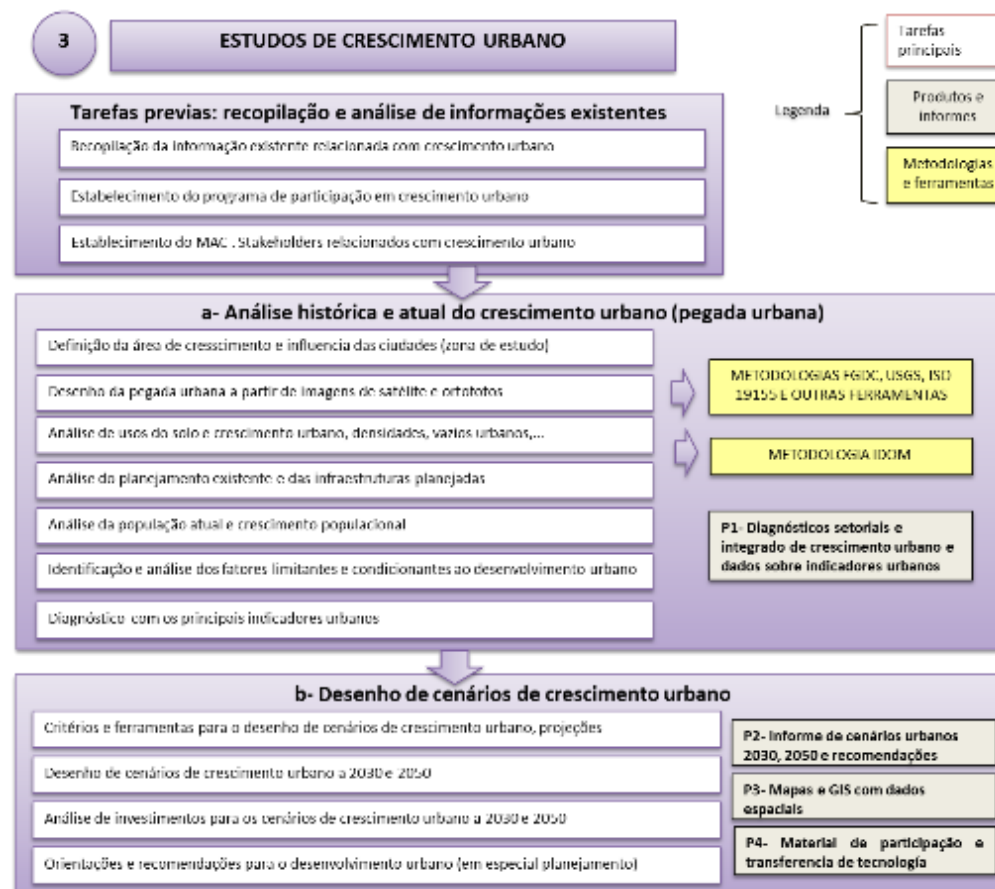 3
ESTUDOS DE CRESCIMENTO URBANO
Legenda
Tarefas
principais
Produtos e
informes
Metodologias
e ferramentas
Tarefas previas: recopilação e análise de informações existentes
Recopilação da informação existente relacionada com crescimento urbano
Estabelecimento do programa de participação em crescimento urbano
Establecimento do MAC . Stakeholders relacionados com crescimento urbano
a- Análise histórica e atual do crescimento urbano (pegada urbana)
Definição da área de cresscimento e influencia das ciudades (zona de estudo)
Desenho da pegada urbana a partir de imagens de satélite e ortofotos
Análise de usos do solo e crescimento urbano, densidades, vazios urbanos,...
Análise do planejamento existente e das infraestruturas planejadas
Análise da população atual e crescimento populacional
Identificação e análise dos fatores limitantes e condicionantes ao desenvolvimento urbano
Diagnóstico com os principais indicadores urbanos
METODOLOGIAS FGDC, USGS, ISO
19155 E OUTRAS FERRAMENTAS
METODOLOGIA IDOM
P1- Diagnósticos setoriais e
integrado de crescimento urbano e
dados sobre indicadores urbanos
b- Desenho de cenários de crescimento urbano
Critérios e ferramentas para o desenho de cenários de crescimento urbano, projeções
Desenho de cenários de crescimento urbano a 2030 e 2050
Análise de investimentos para os cenários de crescimento urbano a 2030 e 2050
Orientações e recomendações para o desenvolvimento urbano (em especial planejamento)
P2- Informe de cenários urbanos
2030, 2050 e recomendações
P3- Mapas e GIS com dados
espaciais
P4- Material de participação e
transferencia de tecnología